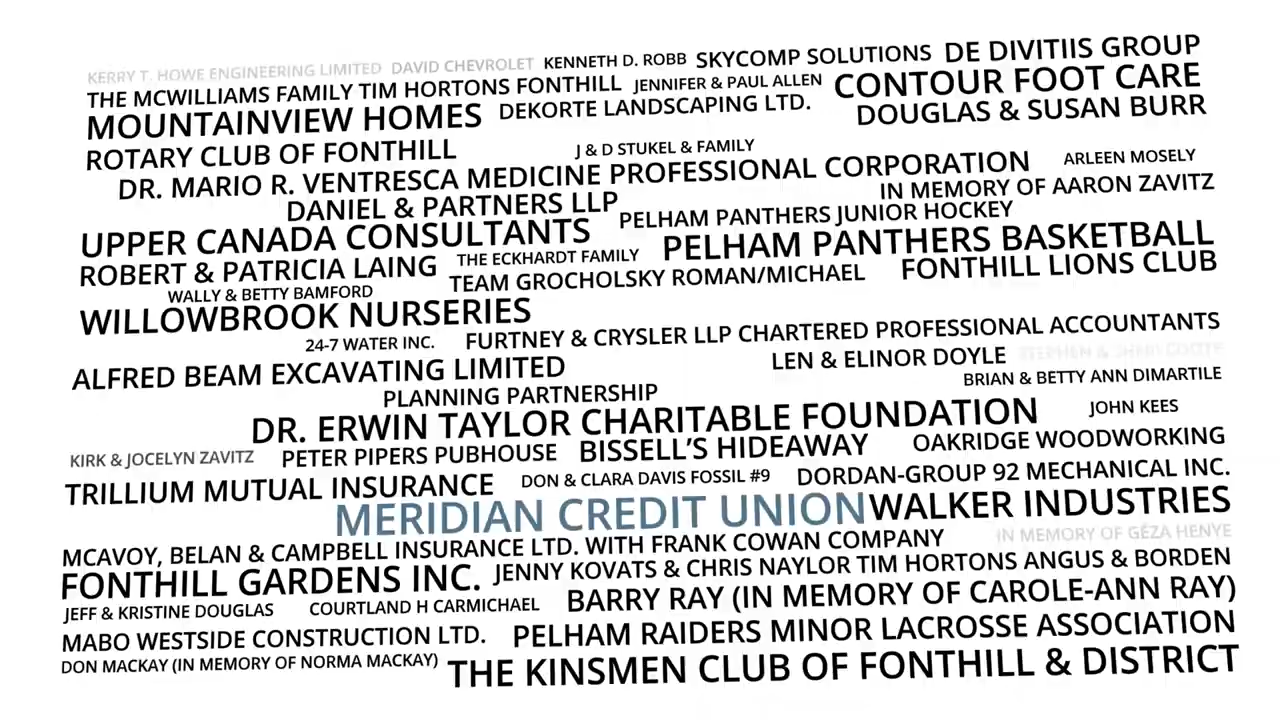 KERRY T. HOWE ENGINEERING LIMITED DAVID CHEVROLET KENNETH D. ROBB SKYCOMP SOLUTIONS DE DIVITIIS GROUP
THE MCWILLIAMS FAMILY TIM HORTONS FONTHILL JENNIFER & PAUL ALLEN CONTOUR FOOT CARE
MOUNTAINVIEW HOMES DEKORTE LANDSCAPING LTD. DOUGLAS & SUSAN BURR
ROTARY CLUB OF FONTHILL J & D STUKEL & FAMILY
DR. MARIO R. VENTRESCA MEDICINE PROFESSIONAL CORPORATION ARLEEN MOSELY
DANIEL & PARTNERS LLP IN MEMORY OF AARON ZAVITZ
UPPER CANADA CONSULTANTS PELHAM PANTHERS JUNIOR HOCKEY
ROBERT & PATRICIA LAING THE ECKHARDT FAMILY PELHAM PANTHERS BASKETBALL
WALLY & BETTY BAMFORD TEAM GROCHOLSKY ROMAN/MICHAEL FONTHILL LIONS CLUB
WILLOWBROOK NURSERIES
24-7 WATER INC. FURTNEY & CRYSLER LLP CHARTERED PROFESSIONAL ACCOUNTANTS
ALFRED BEAM EXCAVATING LIMITED LEN & ELINOR DOYLE STEPHEN &
PLANNING PARTNERSHIP BRIAN & BETTY ANN DIMARTILE
DR. ERWIN TAYLOR CHARITABLE FOUNDATION JOHN KEES
KIRK & JOCELYN ZAVITZ PETER PIPERS PUBHOUSE BISSELL’S HIDEAWAY OAKRIDGE WOODWORKING
TRILLIUM MUTUAL INSURANCE DON & CLARA DAVIS FOSSIL #9 DORDAN-GROUP 92 MECHANICAL INC.
MERIDIAN CREDIT UNION WALKER INDUSTRIES
MCAVOY, BELAN & CAMPBELL INSURANCE LTD. WITH FRANK COWAN COMPANY IN MEMORY OF GÉZA HENYE
FONTHILL GARDENS INC. JENNY KOVATS & CHRIS NAYLOR TIM HORTONS ANGUS & BORDEN
JEFF & KRISTINE DOUGLAS COURTLAND H CARMICHAEL BARRY RAY (IN MEMORY OF CAROLE-ANN RAY)
MABO WESTSIDE CONSTRUCTION LTD. PELHAM RAIDERS MINOR LACROSSE ASSOCIATION
DON MACKAY (IN MEMORY OF NORMA MACKAY) THE KINSMEN CLUB OF FONTHILL & DISTRICT